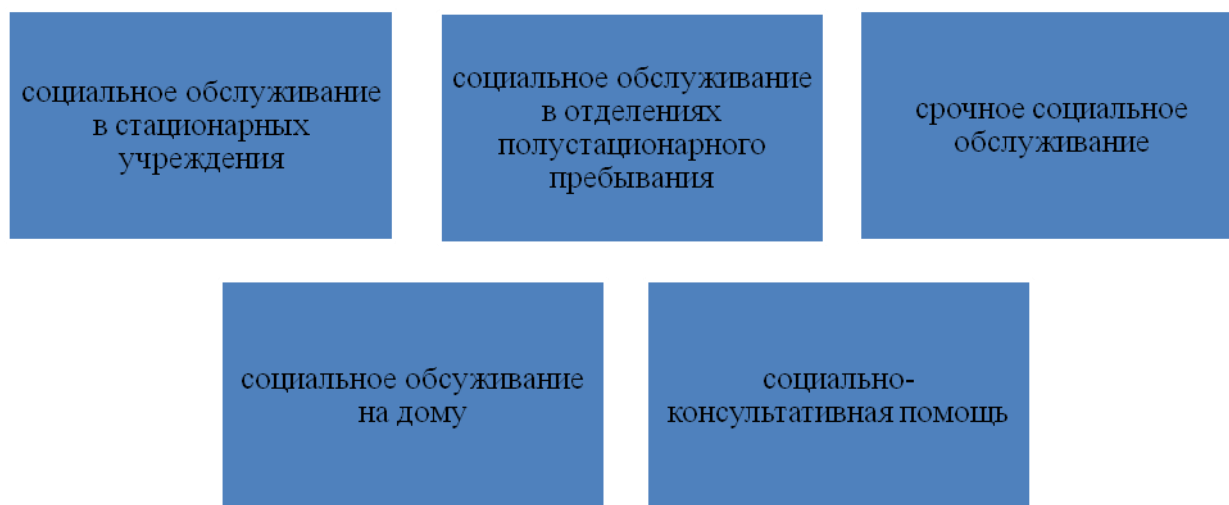 социальное обслуживание
в стационарных
учреждения
социальное обслуживание
в отделениях
полустационарного
пребывания
срочное социальное
обслуживание
социальное обсуживание
на дому
социально-
консультативная помощь